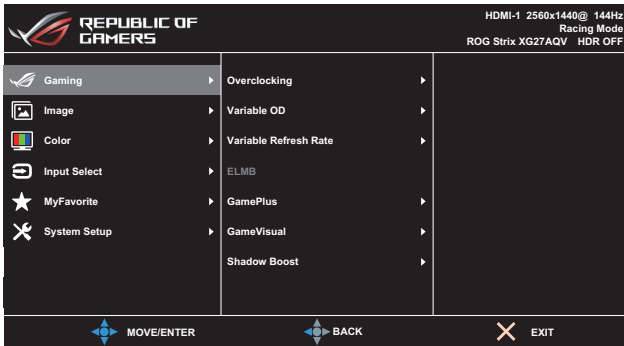 REPUBLIC OF
GAMERS
HDMI-1 2560x1440@ 144Hz
Racing Mode
ROG Strix XG27AQV HDR OFF
Gaming
Image
Color
Input Select
MyFavorite
System Setup
Overclocking
Variable OD
Variable Refresh Rate
ELMB
GamePlus
GameVisual
Shadow Boost
MOVE/ENTER
BACK
EXIT